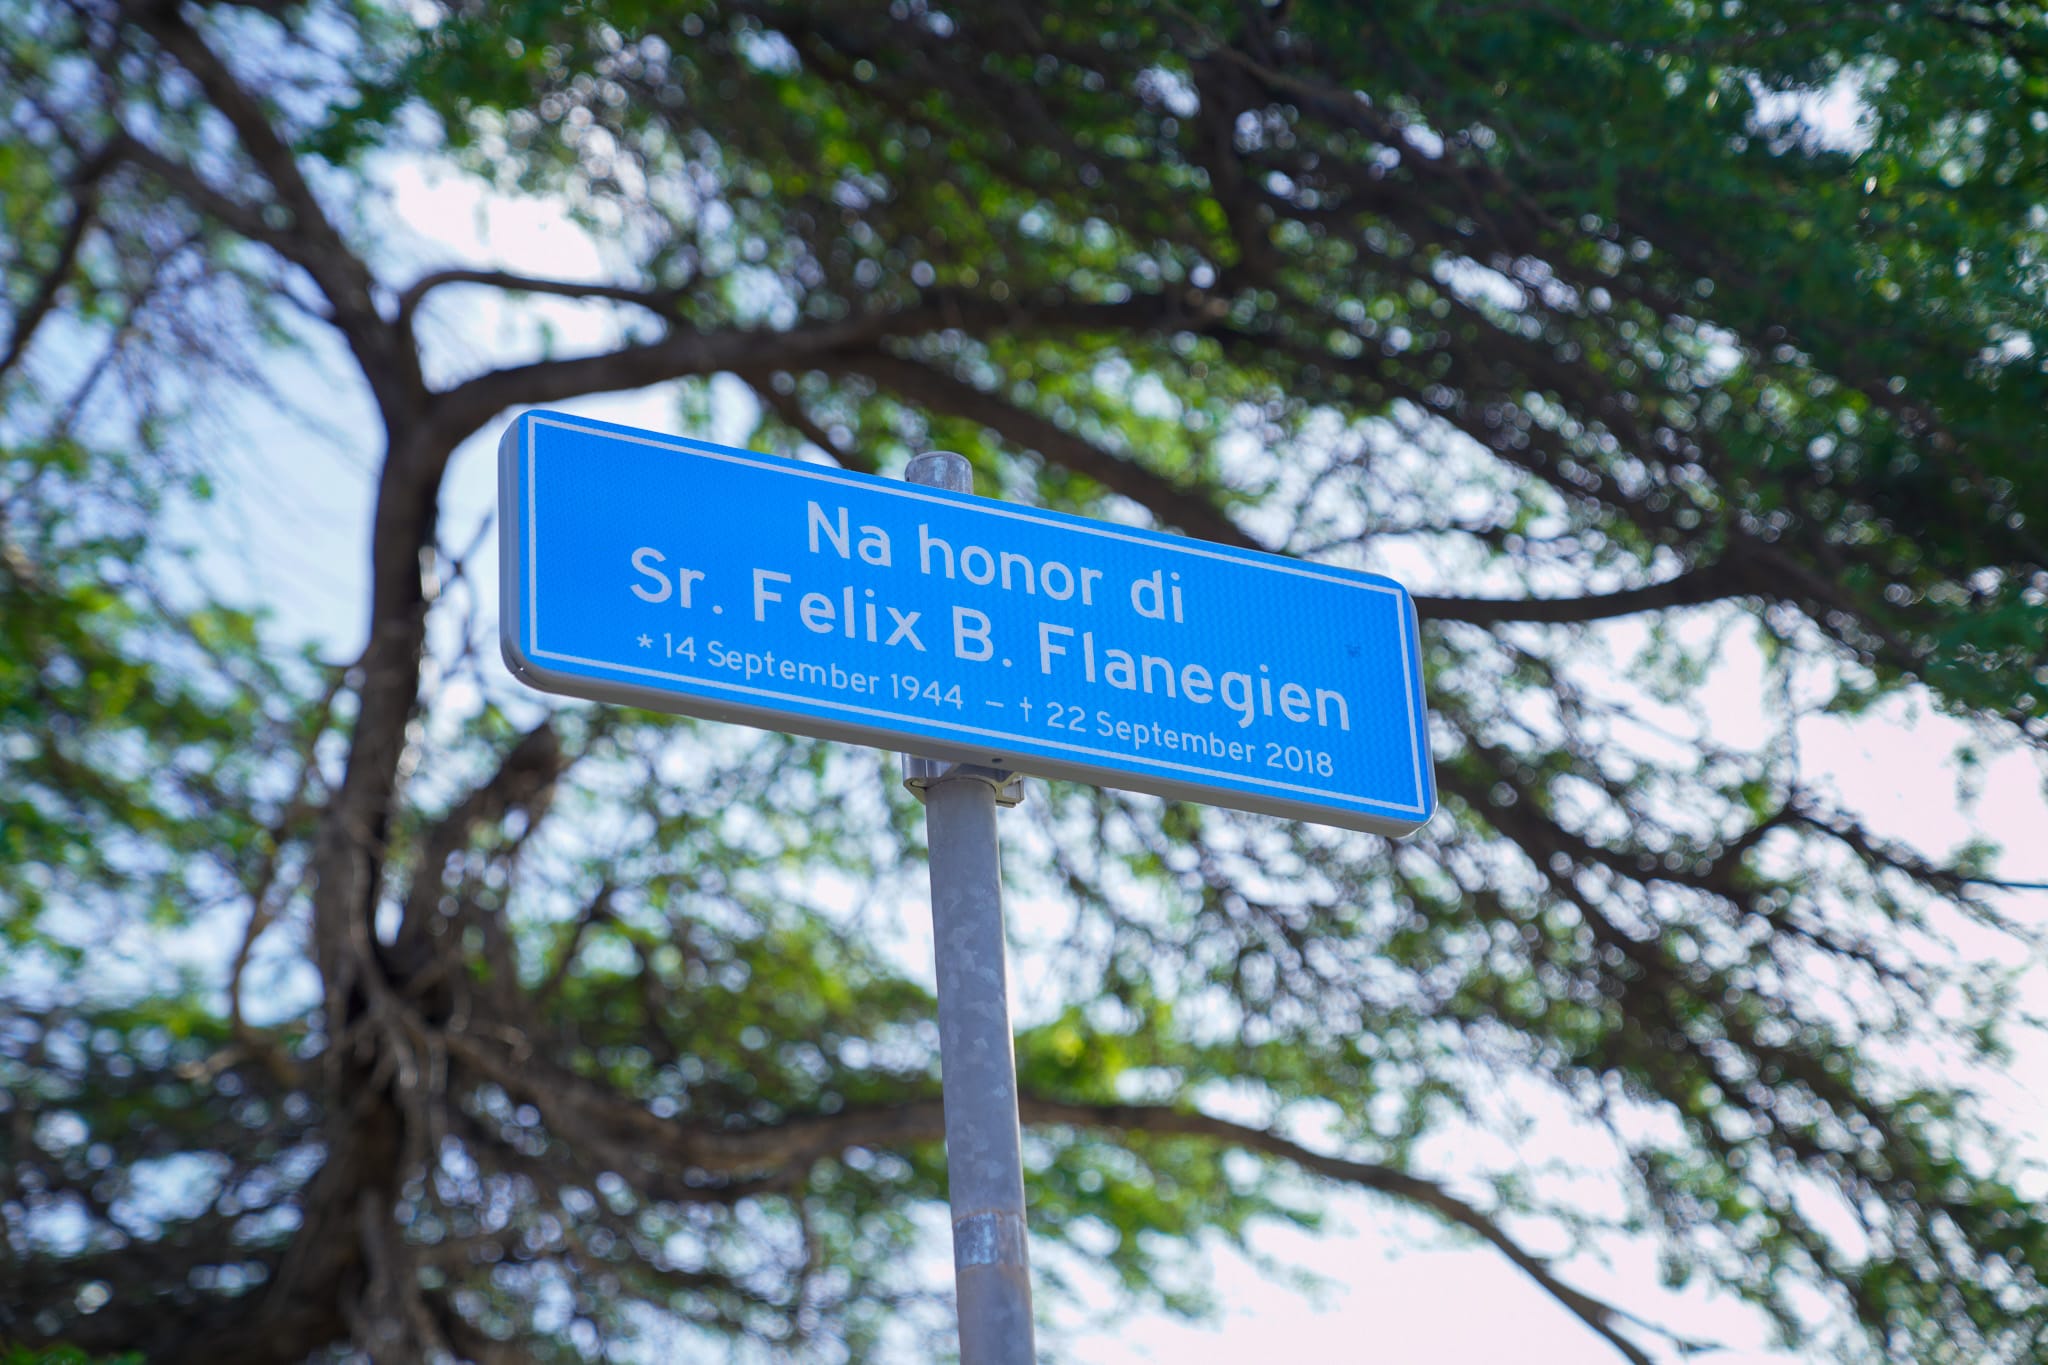 Na honor di
Sr. Felix B. Flanegien
* 14 September 1944 – † 22 September 2018